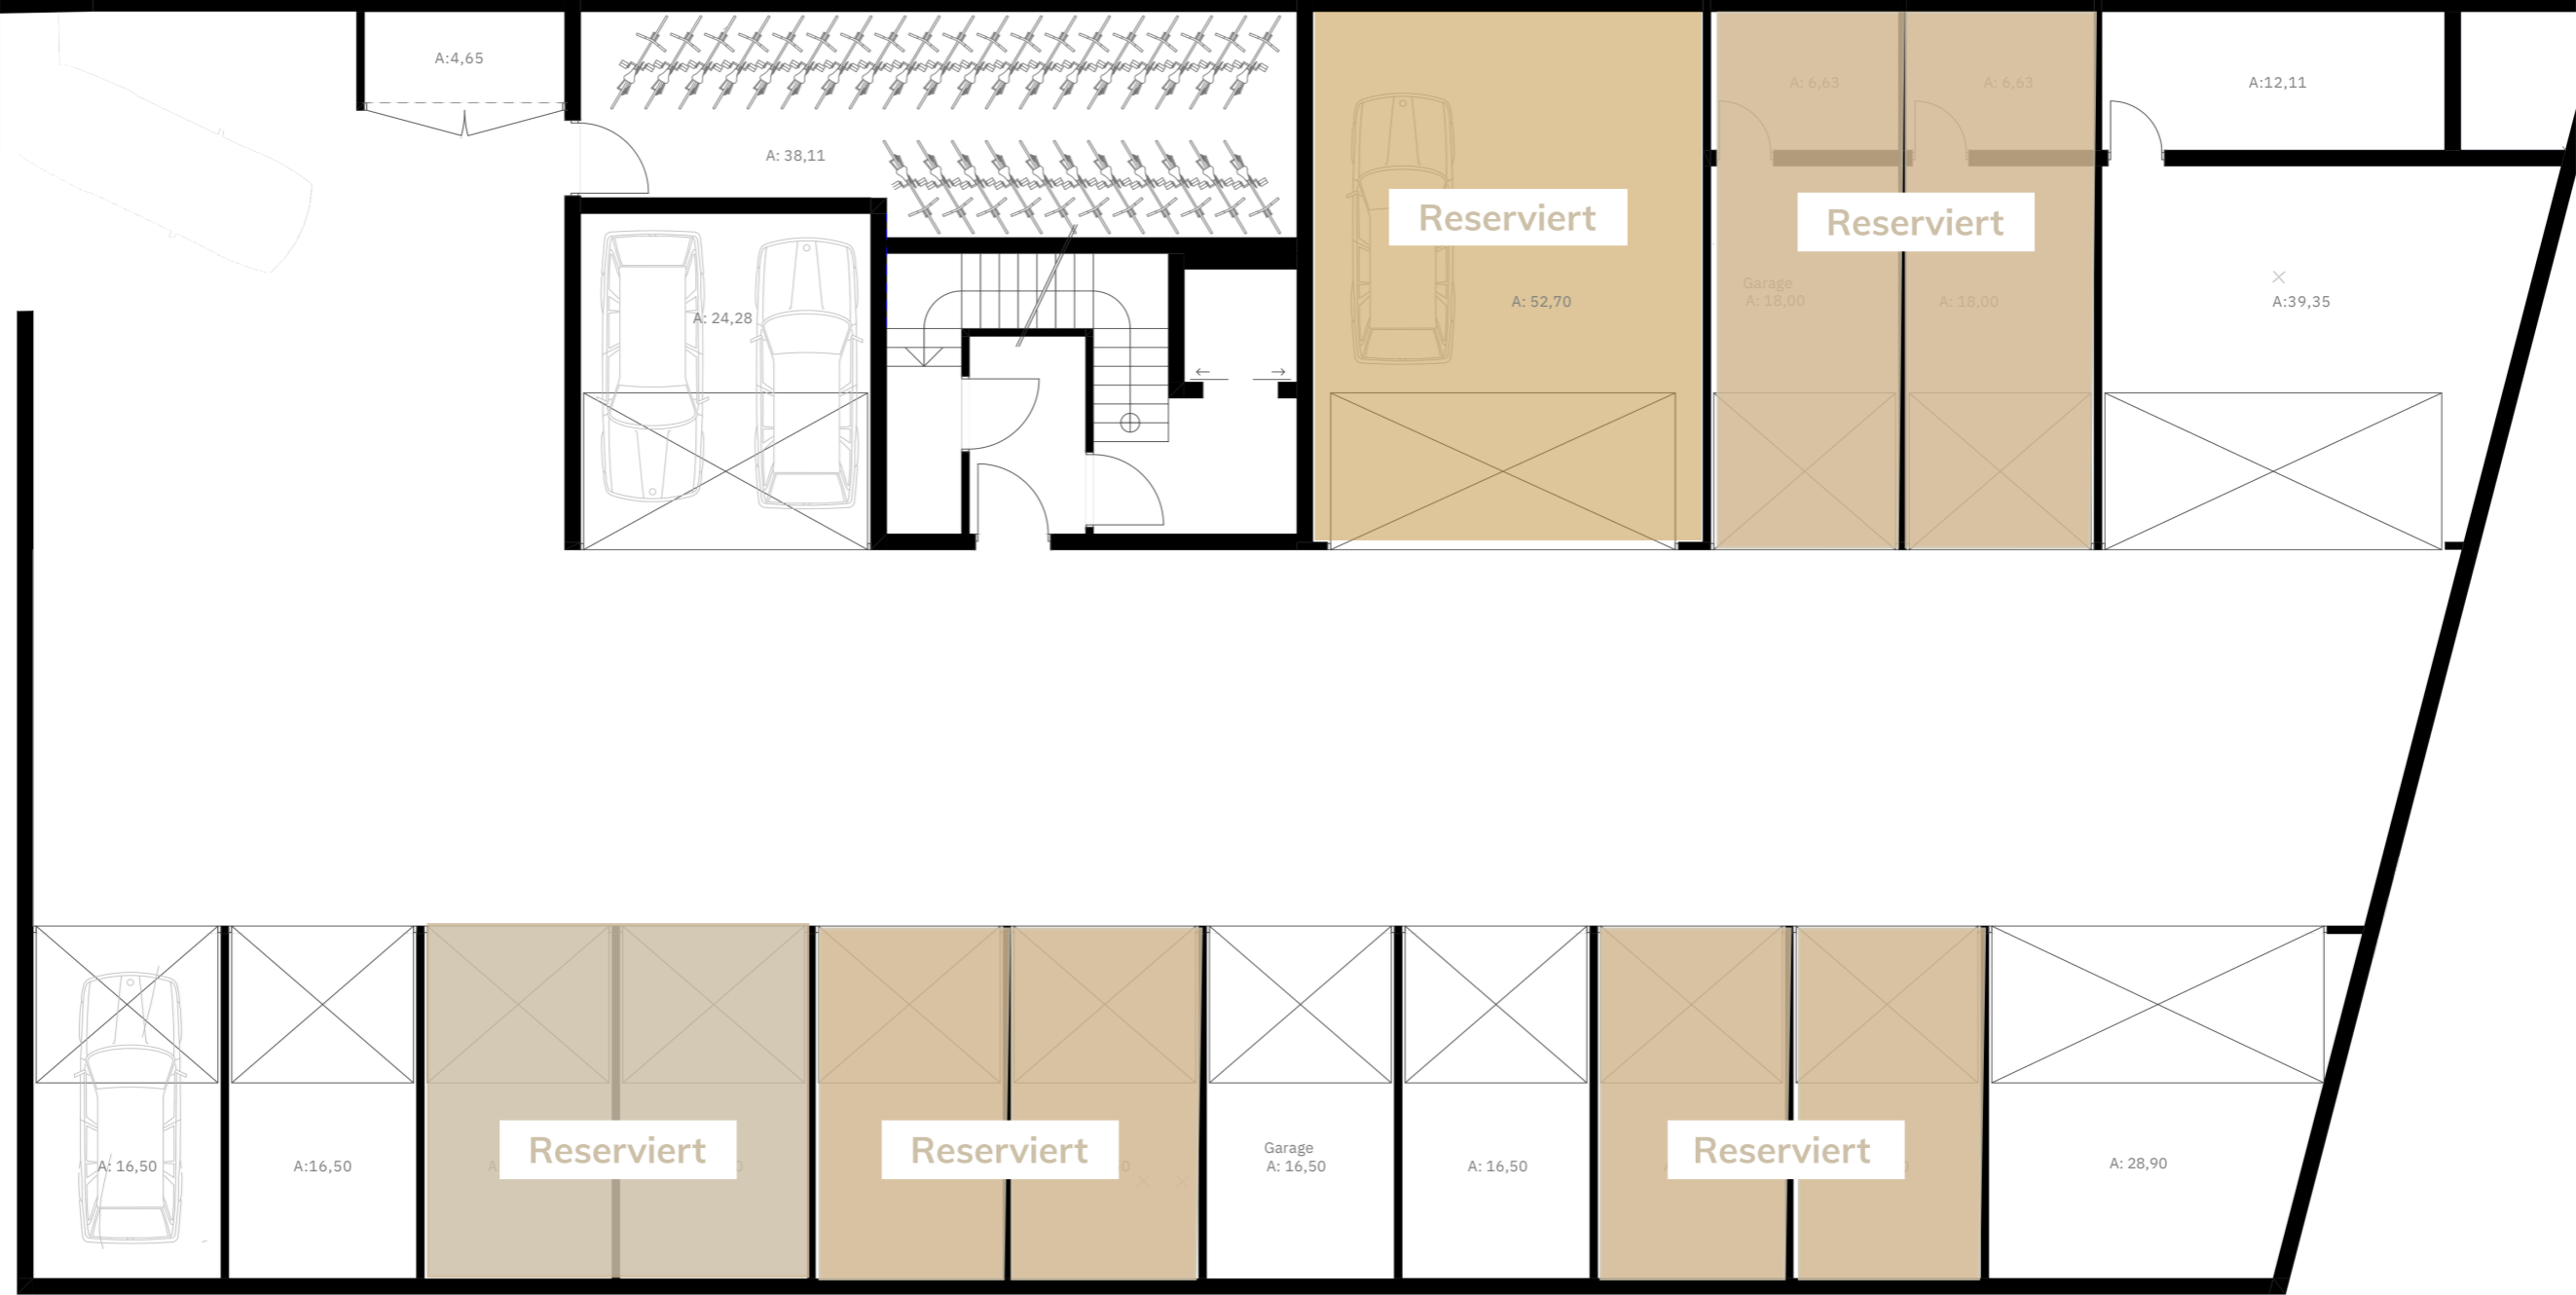 A:4,65
A: 38,11
A: 24,28
Reserviert
A: 52,70
A: 6,63
A: 6,63
Reserviert
Garage
A: 18,00
A: 18,00
A:12,11
A:39,35
A: 16,50
A:16,50
Reserviert
Reserviert
Garage
A: 16,50
A: 16,50
Reserviert
A: 28,90